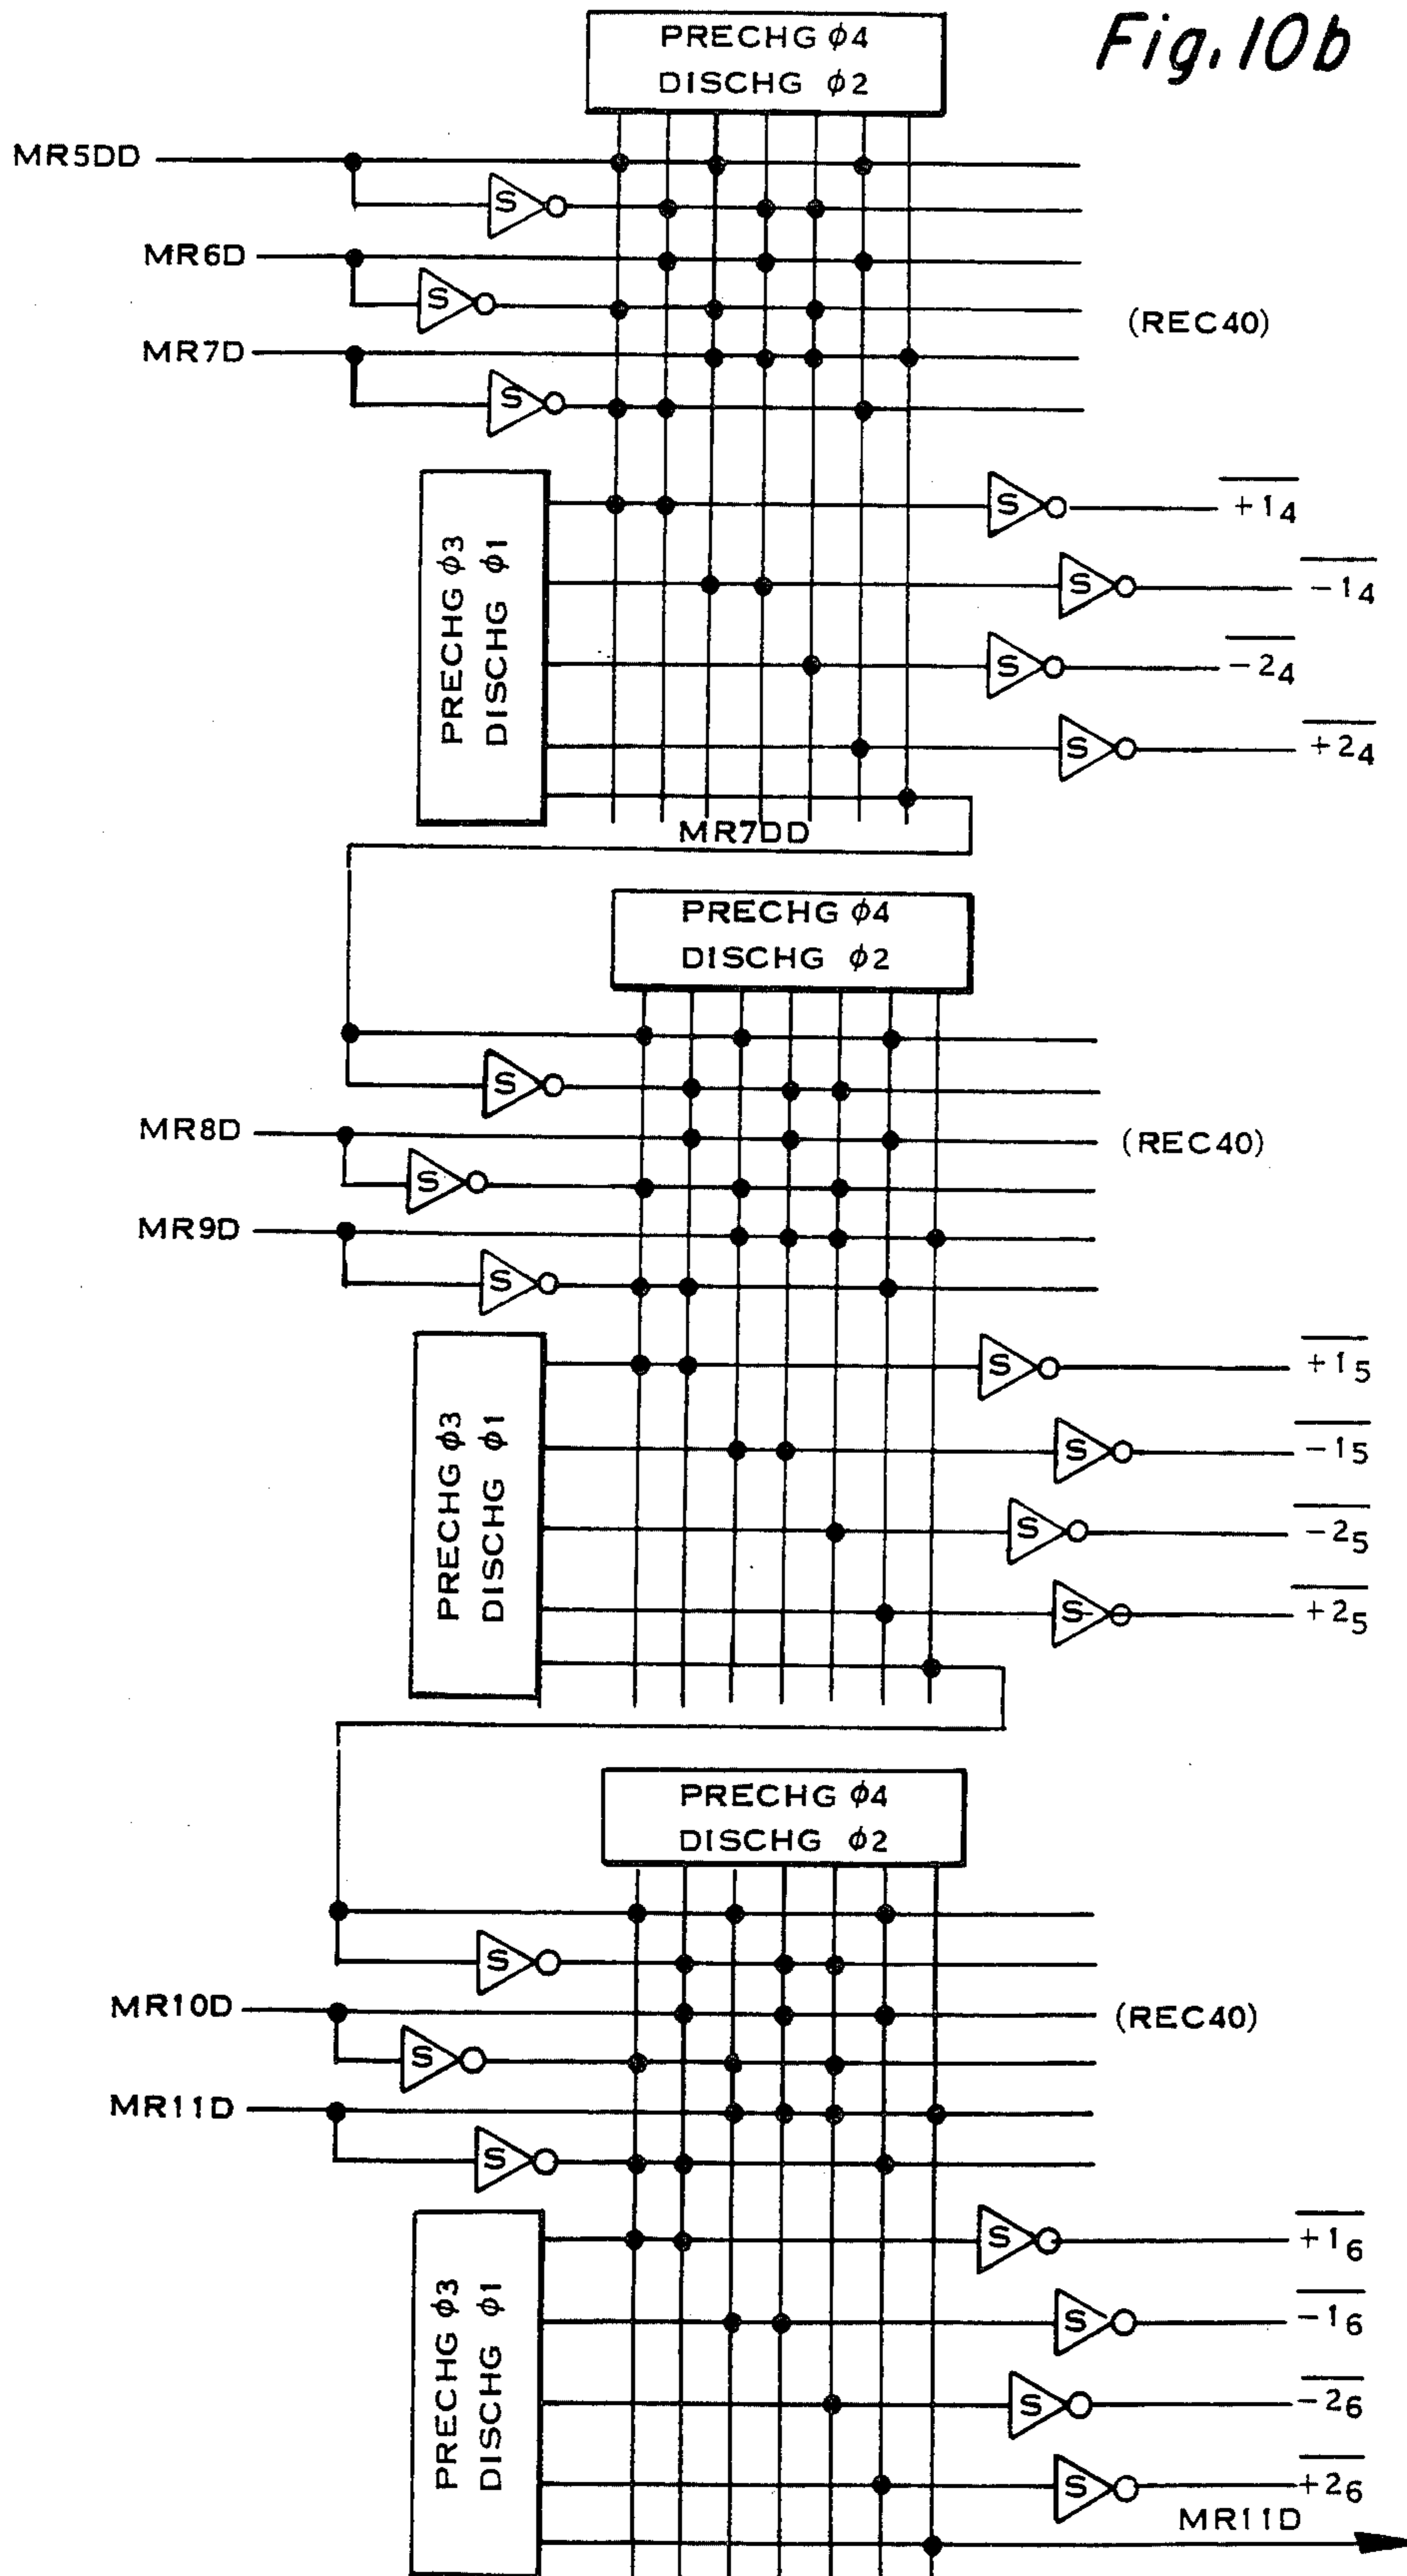 Fig. 10b
PRECHG ϕ4
DISCHG ϕ2
MR5DD
S
MR6D
S
(REC40)
MR7D
S
PRECHG ϕ3
DISCHG ϕ1
S
+1₄
S
-1₄
S
-2₄
S
+2₄
MR7DD
PRECHG ϕ4
DISCHG ϕ2
S
MR8D
(REC40)
S
MR9D
S
PRECHG ϕ3
DISCHG ϕ1
S
+1₅
S
-1₅
S
-2₅
S
+2₅
PRECHG ϕ4
DISCHG ϕ2
S
MR10D
(REC40)
S
MR11D
S
PRECHG ϕ3
DISCHG ϕ1
S
+1₆
S
-1₆
S
-2₆
S
+2₆
MR11D